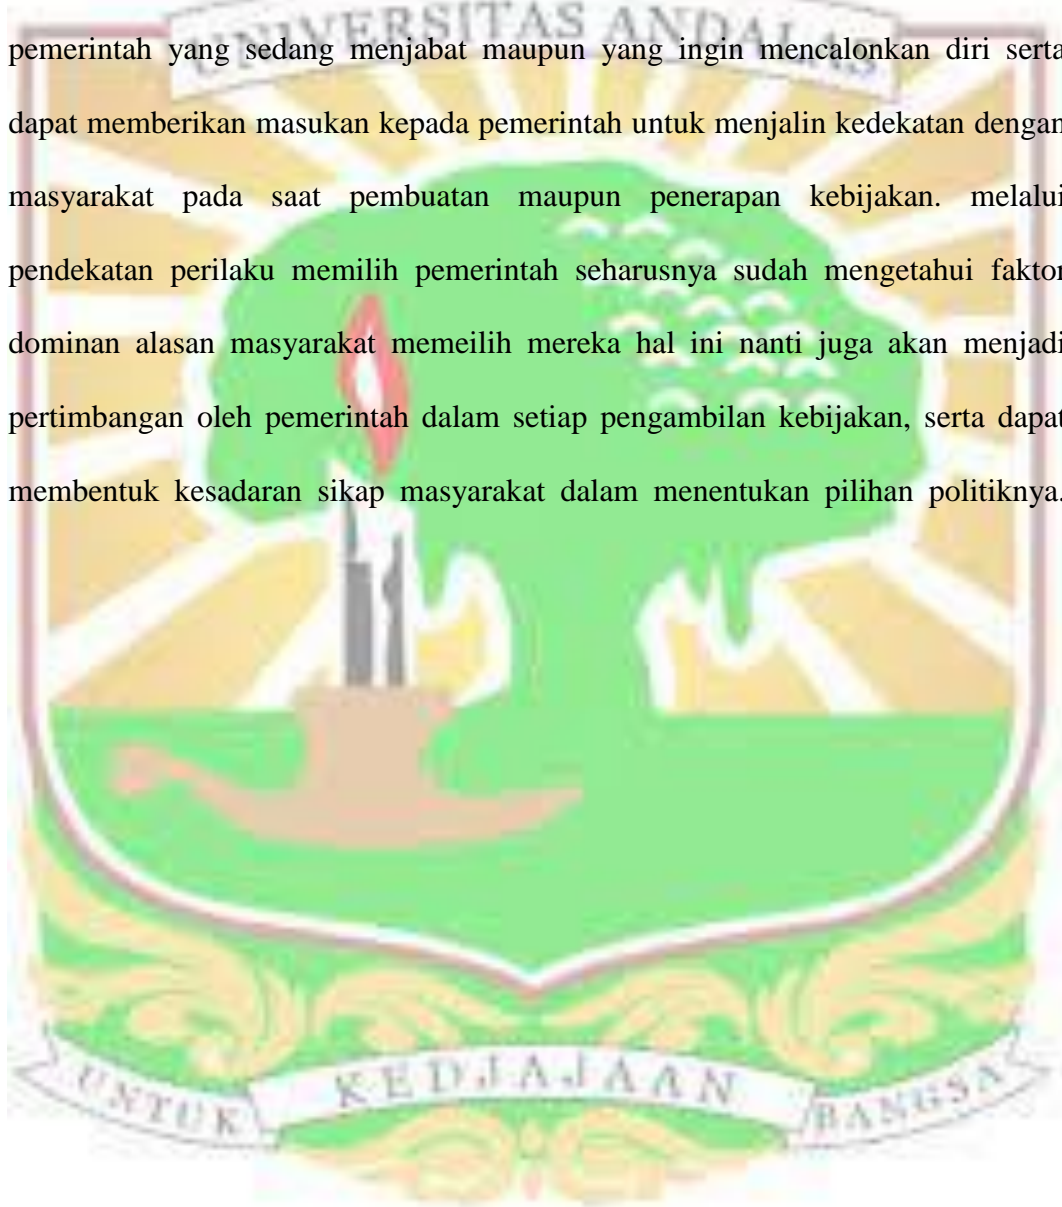 UNIVERSITAS ANDALAS
pemerintah yang sedang menjabat maupun yang ingin mencalonkan diri serta
dapat memberikan masukan kepada pemerintah untuk menjalin kedekatan dengan
masyarakat pada saat pembuatan maupun penerapan kebijakan. melalui
pendekatan perilaku memilih pemerintah seharusnya sudah mengetahui faktor
dominan alasan masyarakat memeilih mereka hal ini nanti juga akan menjadi
pertimbangan oleh pemerintah dalam setiap pengambilan kebijakan, serta dapat
membentuk kesadaran sikap masyarakat dalam menentukan pilihan politiknya.
UNTUK KEDJAJAAN BANGSA